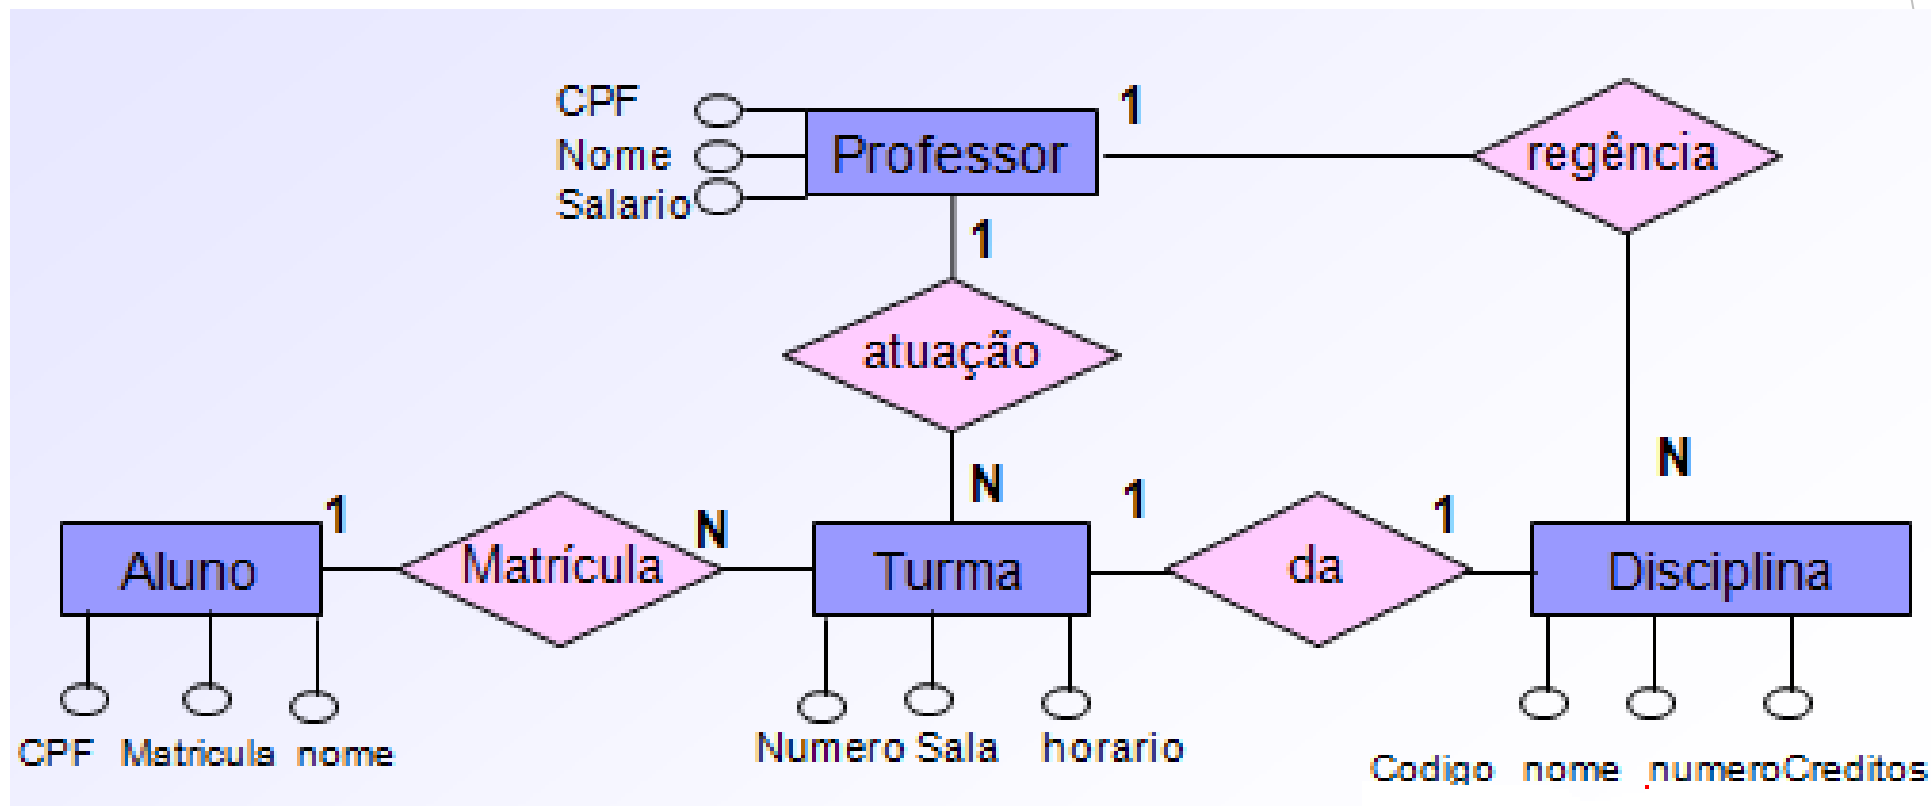 CPF
Nome
Salario
Professor
1
regência
1
atuação
N
N
1
1
1
N
Aluno
Matrícula
Turma
da
Disciplina
CPF
Matricula
nome
Numero
Sala
horario
Codigo
nome
numeroCreditos